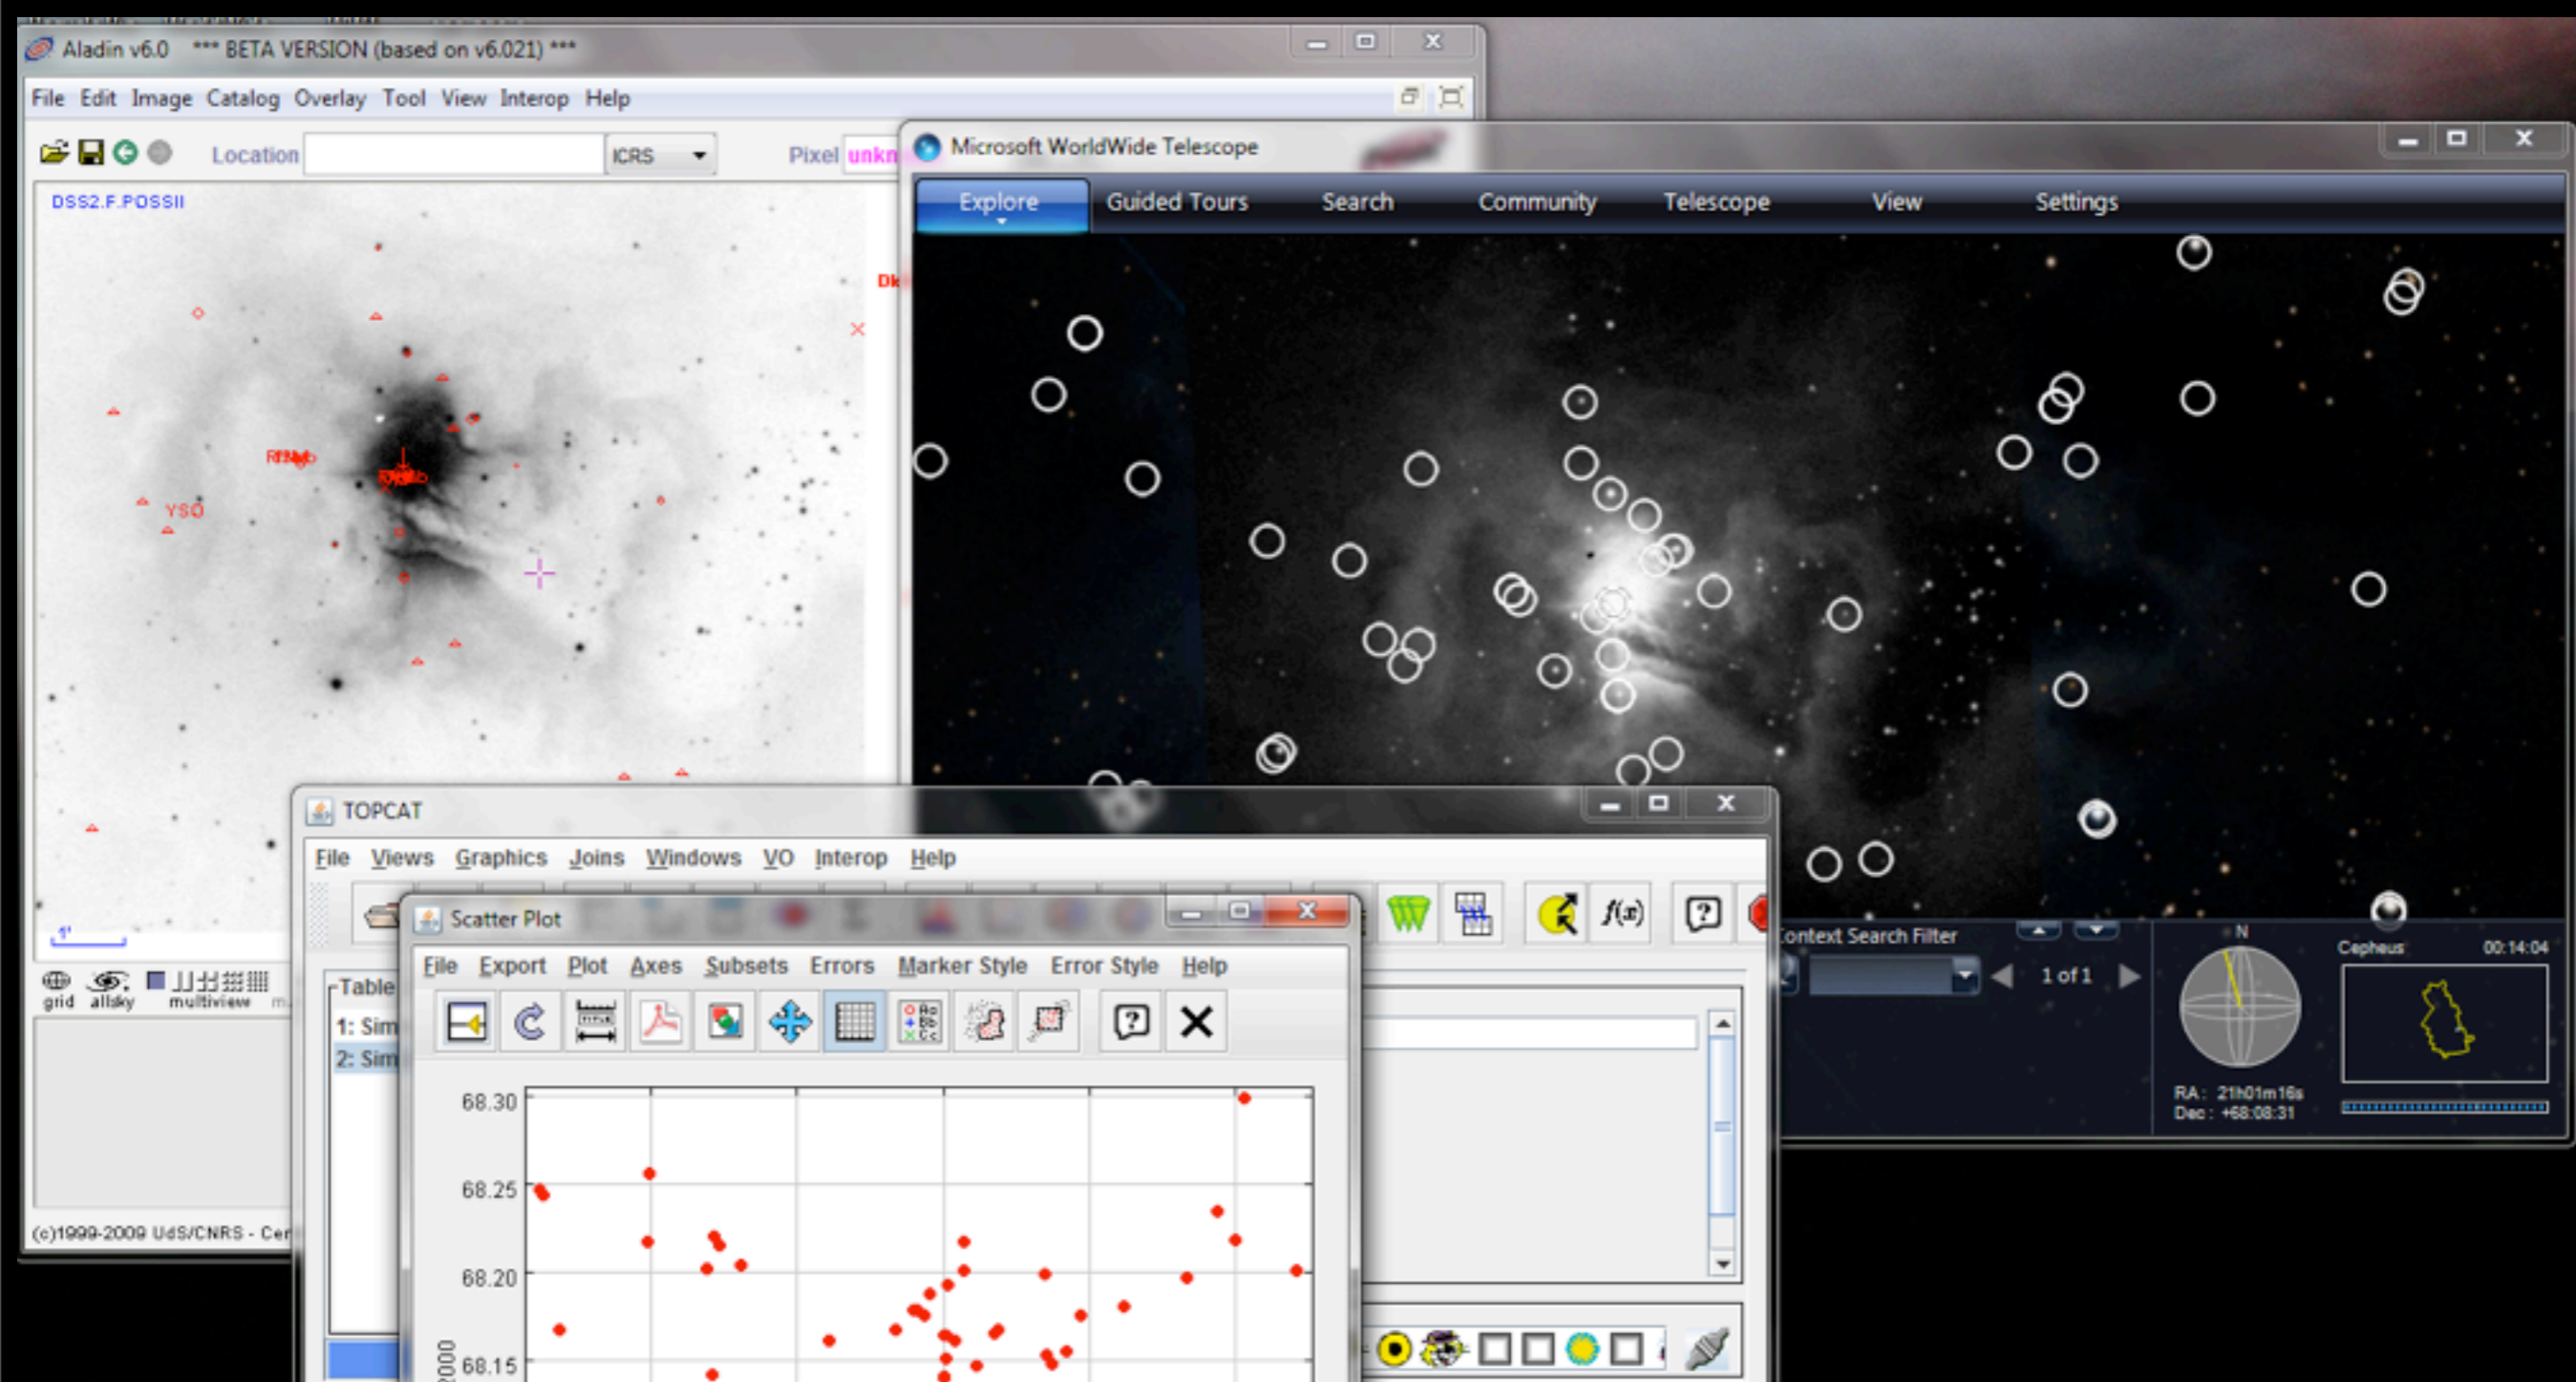 Aladin v6.0 *** BETA VERSION (based on v6.021) ***
File Edit Image Catalog Overlay Tool View Interop Help
Location
ICRS
Pixel
DSS2.F.POSSII
YSO
1'
grid allsky multiview
(c)1999-2009 UdS/CNRS -
Microsoft WorldWide Telescope
Explore Guided Tours Search Community Telescope View Settings
Context Search Filter
1 of 1
N
RA: 21h01m16s
Dec: +68:08:31
Cepheus 00:14:04
TOPCAT
File Views Graphics Joins Windows VO Interop Help
f(x)
Table
1: Sim
2: Sim
Scatter Plot
File Export Plot Axes Subsets Errors Marker Style Error Style Help
68.30
68.25
68.20
68.15